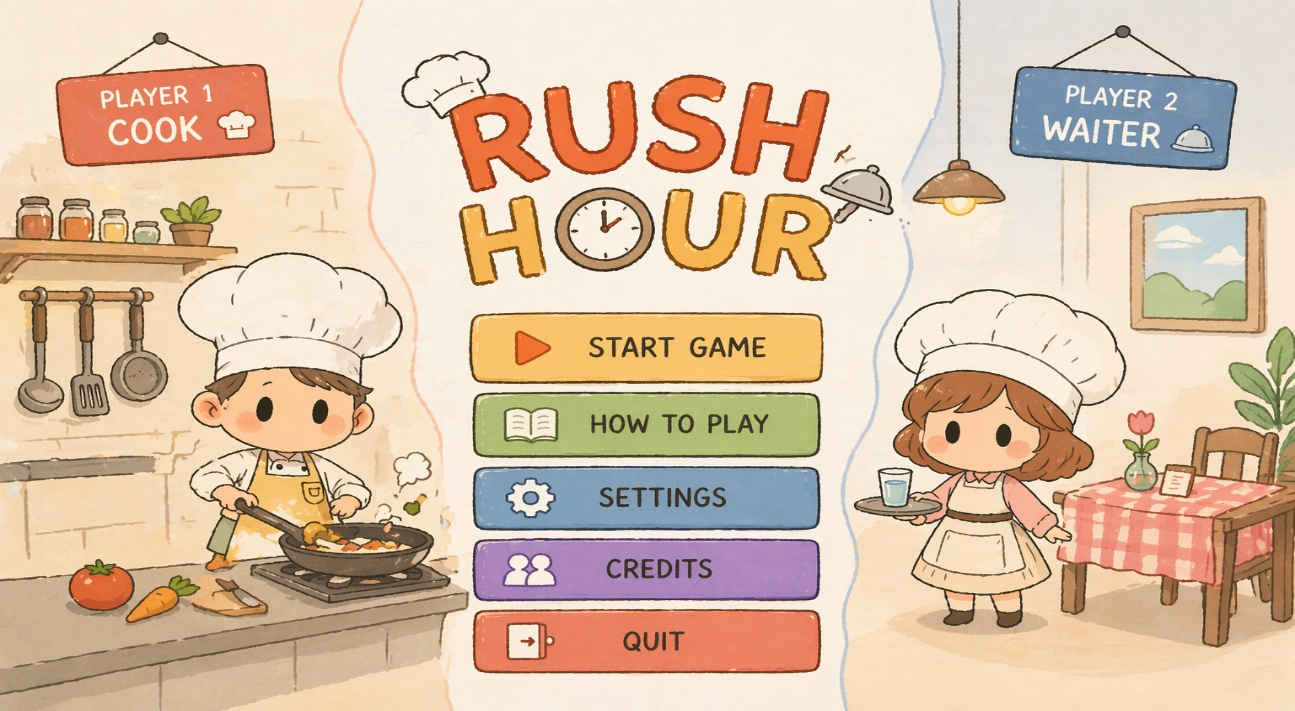 PLAYER 1
COOK
RUSH
HOUR
PLAYER 2
WAITER
START GAME
HOW TO PLAY
SETTINGS
CREDITS
QUIT